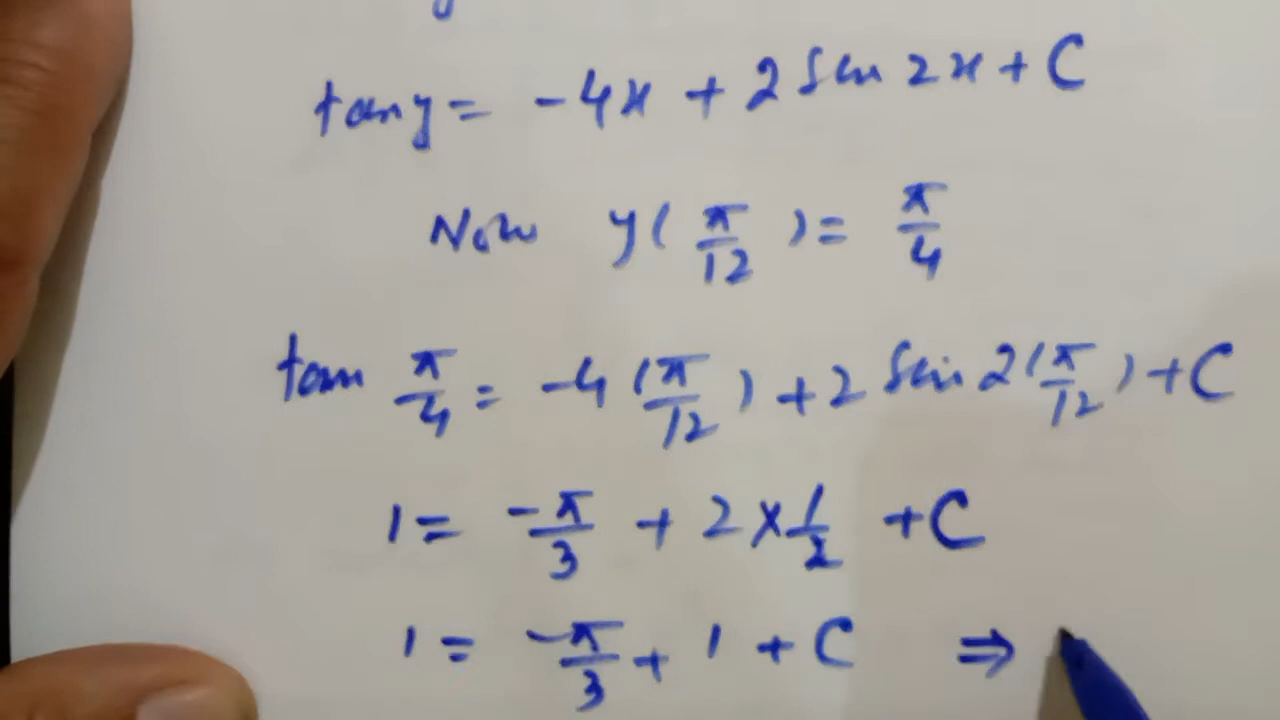 tan y = -4x + 2 Sin 2x + C
Now y(π/12) = π/4
tan π/4 = -4(π/12) + 2 Sin 2(π/12) + C
1 = -π/3 + 2 × 1/2 + C
1 = -π/3 + 1 + C ⇒